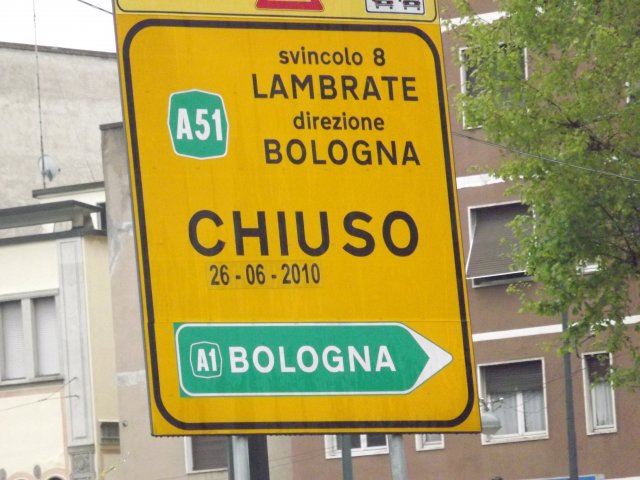 svincolo 8
LAMBRATE
A51
direzione
BOLOGNA
CHIUSO
26-06-2010
A1 BOLOGNA